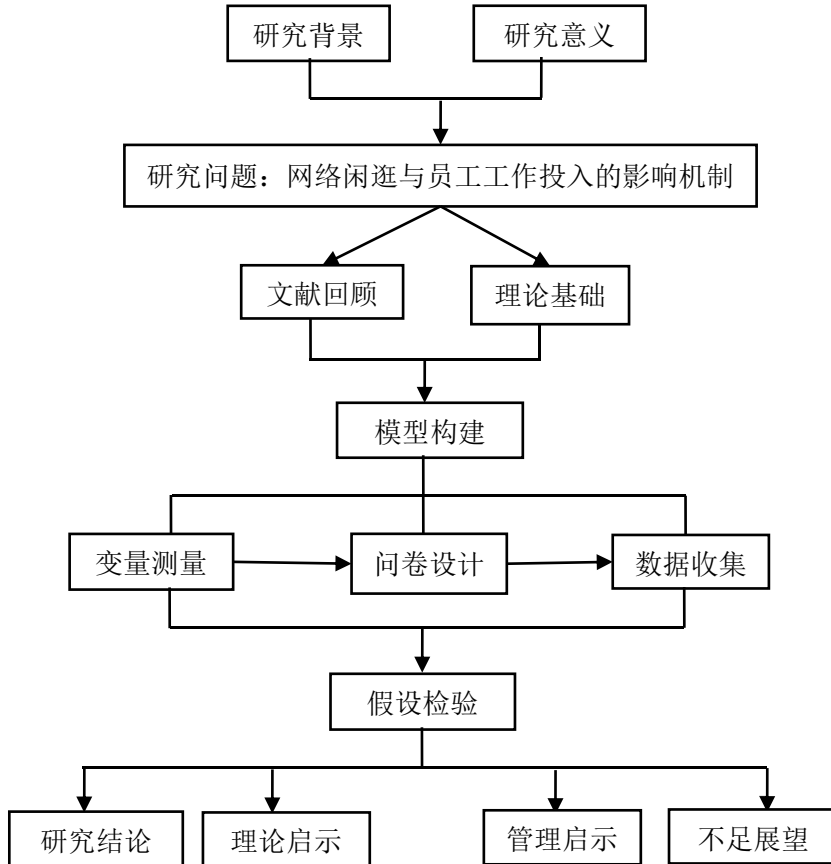 研究背景
研究意义
研究问题：网络闲逛与员工工作投入的影响机制
文献回顾
理论基础
模型构建
变量测量
问卷设计
数据收集
假设检验
研究结论
理论启示
管理启示
不足展望